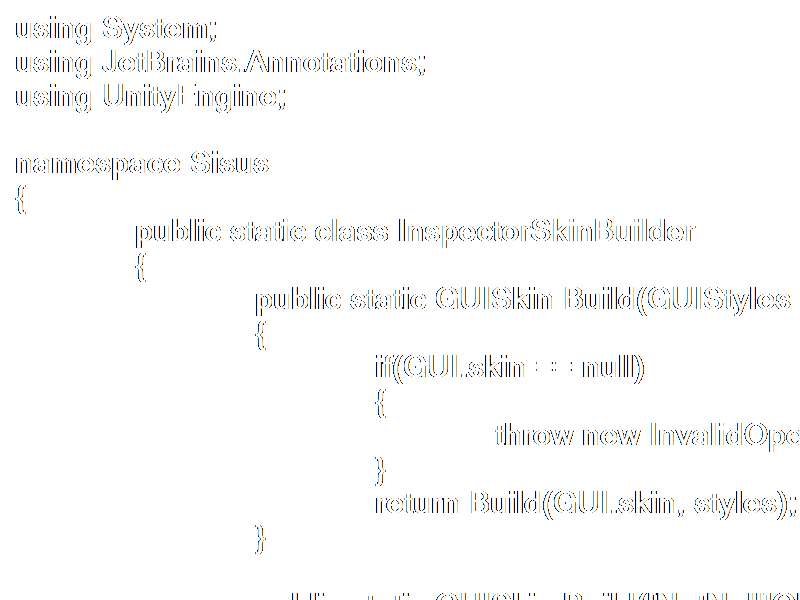 using System;
using JetBrains.Annotations;
using UnityEngine;
namespace Sisus
{
public static class InspectorSkinBuilder
{
public static GUISkin Build(GUIStyles
{
if(GUI.skin == null)
{
throw new InvalidOpe
}
return Build(GUI.skin, styles);
}